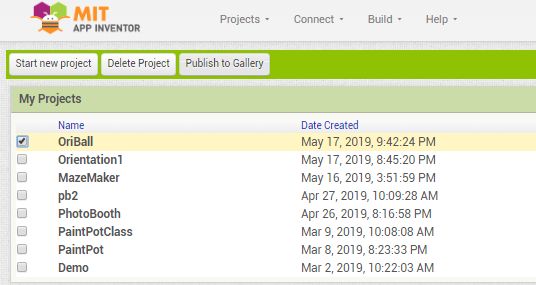 MIT
APP INVENTOR
Projects Connect Build Help
Start new project Delete Project Publish to Gallery
My Projects
Name Date Created
OriBall May 17, 2019, 9:42:24 PM
Orientation1 May 17, 2019, 8:45:20 PM
MazeMaker May 16, 2019, 3:51:59 PM
pb2 Apr 27, 2019, 10:09:28 AM
PhotoBooth Apr 26, 2019, 8:16:58 PM
PaintPotClass Mar 9, 2019, 10:08:08 AM
PaintPot Mar 8, 2019, 8:23:33 PM
Demo Mar 2, 2019, 10:22:03 AM